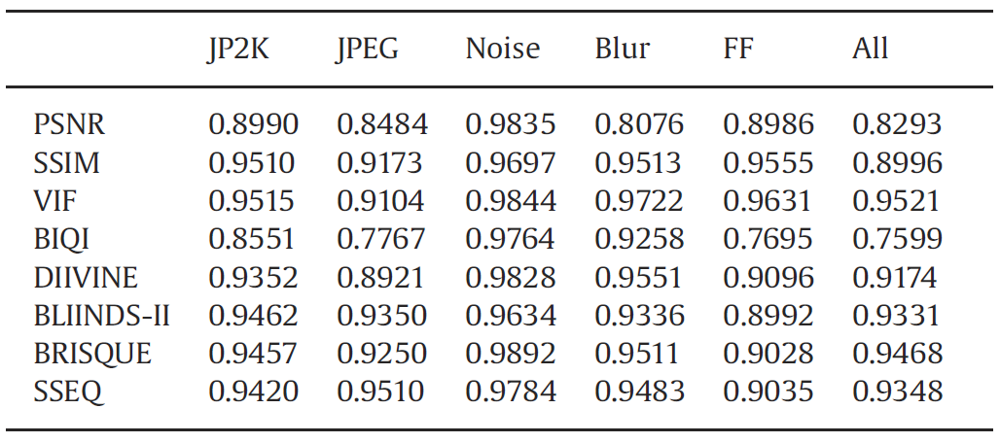 JP2K JPEG Noise Blur FF All
PSNR 0.8990 0.8484 0.9835 0.8076 0.8986 0.8293
SSIM 0.9510 0.9173 0.9697 0.9513 0.9555 0.8996
VIF 0.9515 0.9104 0.9844 0.9722 0.9631 0.9521
BIQI 0.8551 0.7767 0.9764 0.9258 0.7695 0.7599
DIIVINE 0.9352 0.8921 0.9828 0.9551 0.9096 0.9174
BLIINDS-II 0.9462 0.9350 0.9634 0.9336 0.8992 0.9331
BRISQUE 0.9457 0.9250 0.9892 0.9511 0.9028 0.9468
SSEQ 0.9420 0.9510 0.9784 0.9483 0.9035 0.9348